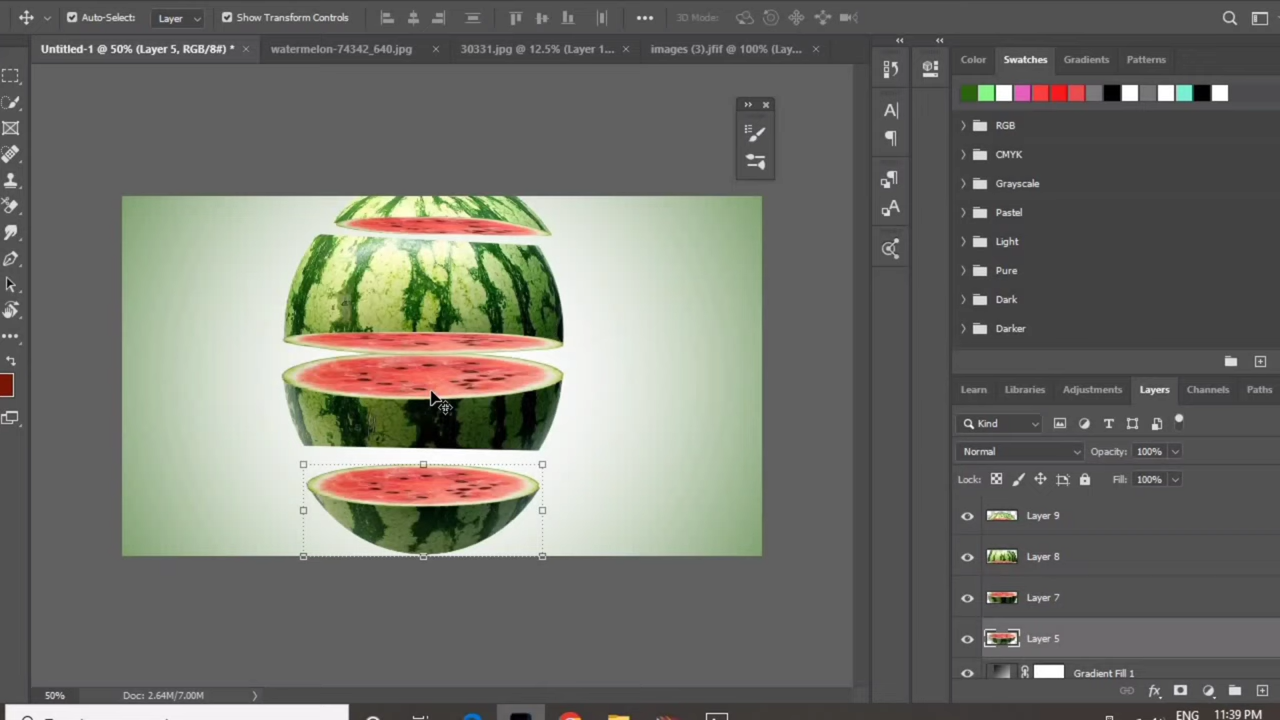 Auto-Select: Layer Show Transform Controls 3D Mode:
Untitled-1 @ 50% (Layer 5, RGB/8#) * watermelon-74342_640.jpg 30331.jpg @ 12.5% (Layer 1... images (3).jfif @ 100% (Lay...
Color Swatches Gradients Patterns
RGB
CMYK
Grayscale
Pastel
Light
Pure
Dark
Darker
Learn Libraries Adjustments Layers Channels Paths
Kind
Normal Opacity: 100%
Lock: Fill: 100%
Layer 9
Layer 8
Layer 7
Layer 5
Gradient Fill 1
50% Doc: 2.64M/7.00M
ENG 11:39 PM